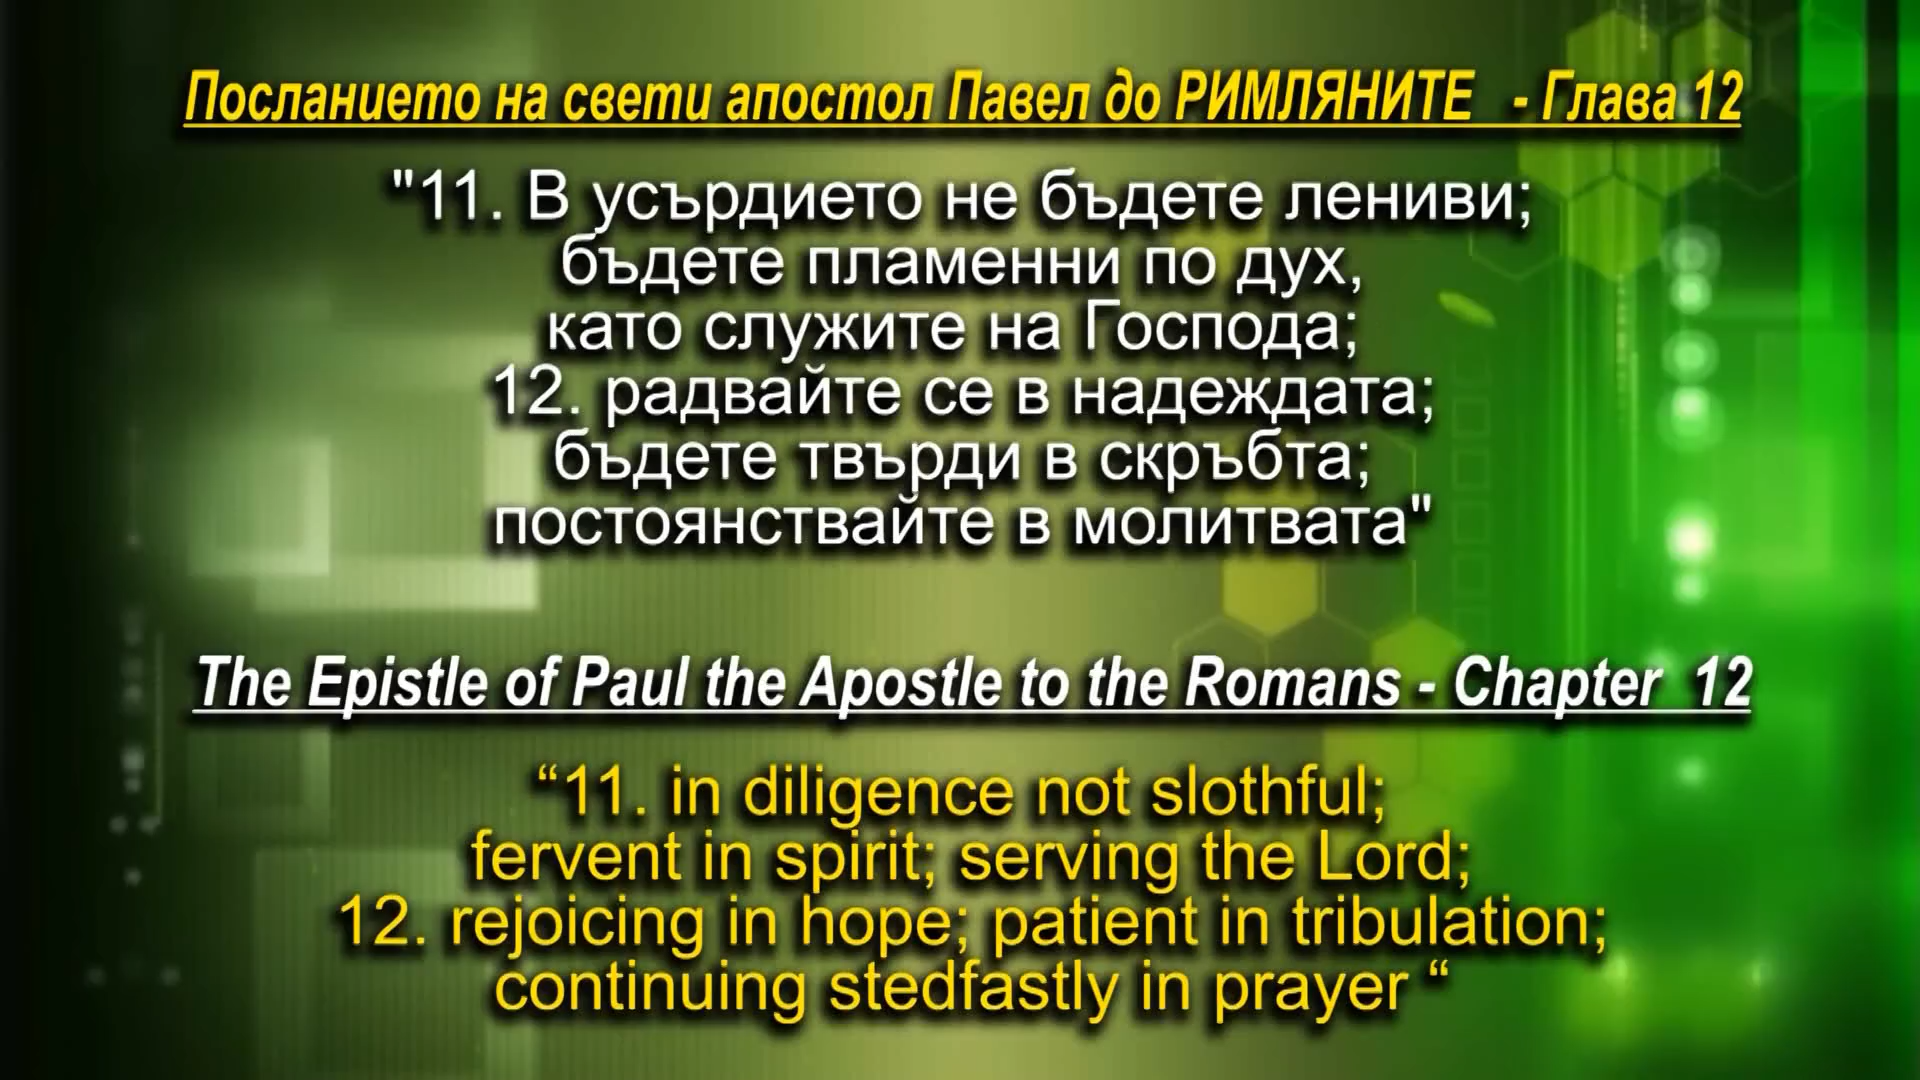 Посланието на свети апостол Павел до РИМЛЯНИТЕ - Глава 12
"11. В усърдието не бъдете лениви;
бъдете пламенни по дух,
като служите на Господа;
12. радвайте се в надеждата;
бъдете твърди в скръбта;
постоянствайте в молитвата"
The Epistle of Paul the Apostle to the Romans - Chapter 12
“11. in diligence not slothful;
fervent in spirit; serving the Lord;
12. rejoicing in hope; patient in tribulation;
continuing stedfastly in prayer “